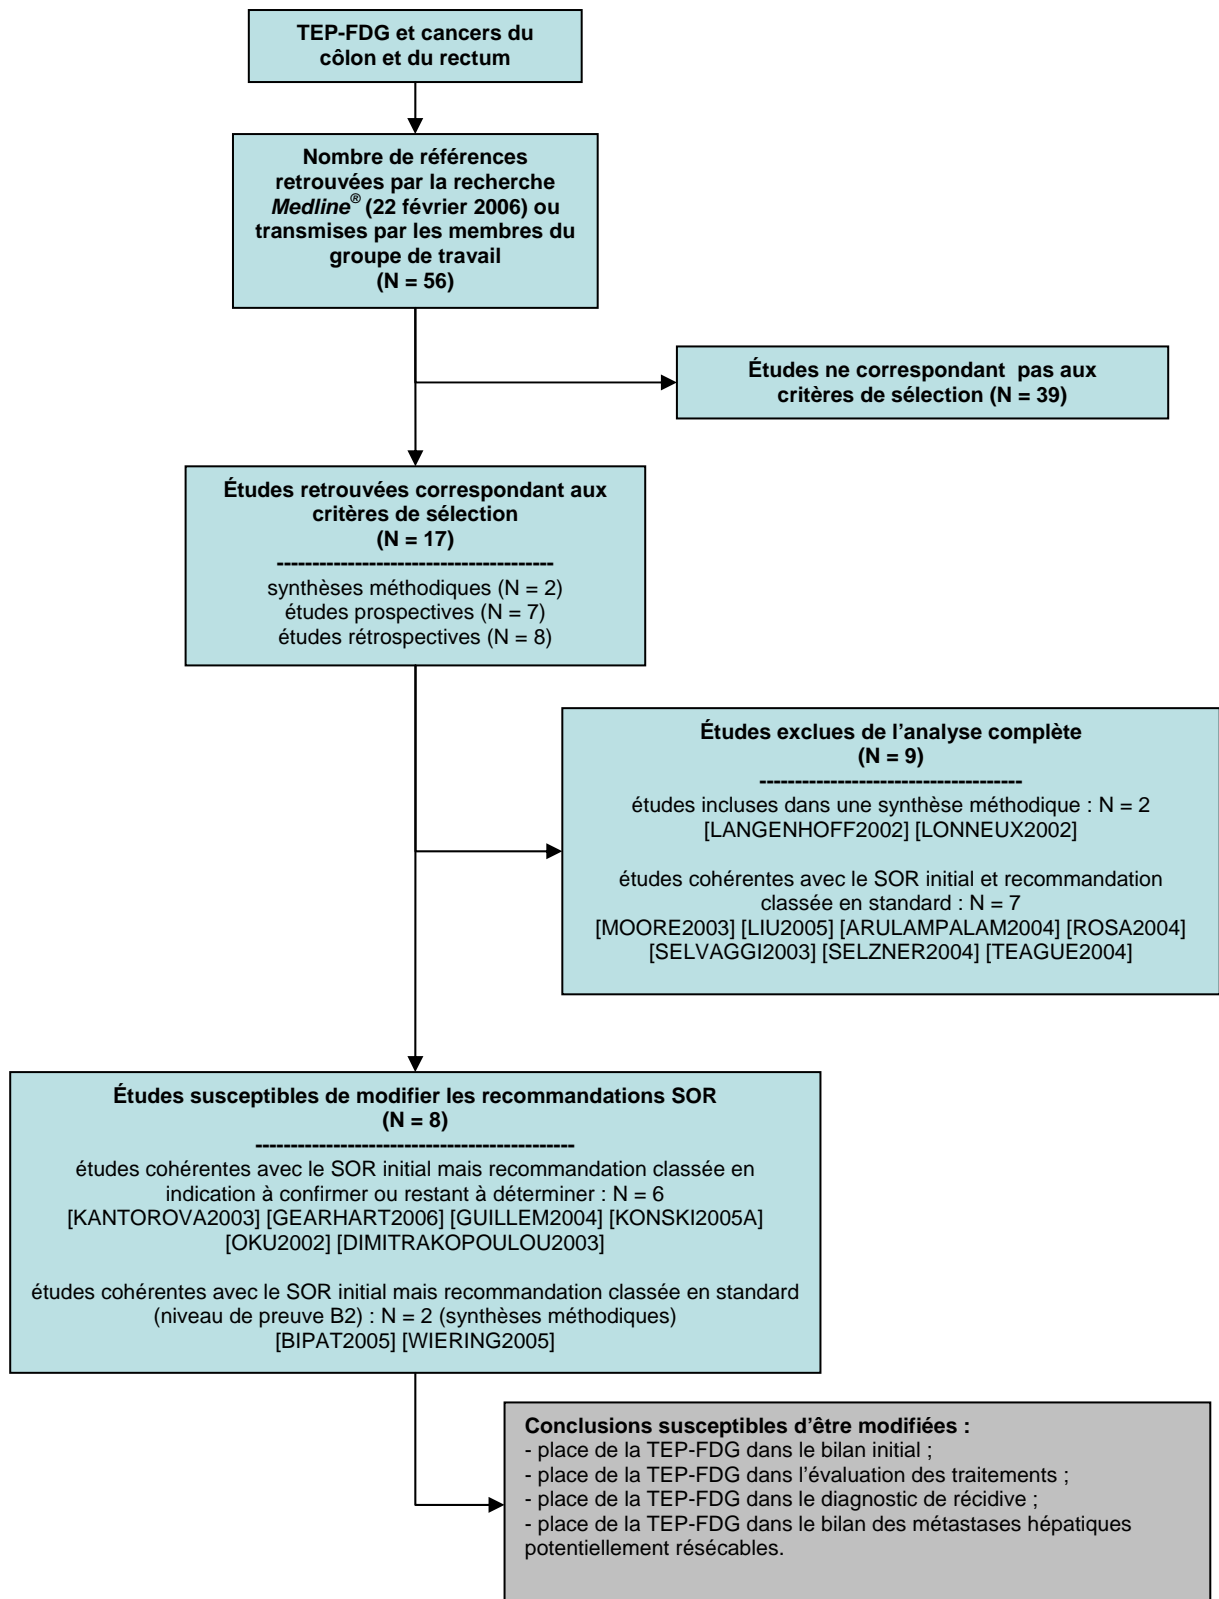 TEP-FDG et cancers du
côlon et du rectum
Nombre de références
retrouvées par la recherche
Medline® (22 février 2006) ou
transmises par les membres du
groupe de travail
(N = 56)
Études ne correspondant pas aux
critères de sélection (N = 39)
Études retrouvées correspondant aux
critères de sélection
(N = 17)
---------------------------------------
synthèses méthodiques (N = 2)
études prospectives (N = 7)
études rétrospectives (N = 8)
Études exclues de l’analyse complète
(N = 9)
-------------------------------------
études incluses dans une synthèse méthodique : N = 2
[LANGENHOFF2002] [LONNEUX2002]
études cohérentes avec le SOR initial et recommandation
classée en standard : N = 7
[MOORE2003] [LIU2005] [ARULAMPALAM2004] [ROSA2004]
[SELVAGGI2003] [SELZNER2004] [TEAGUE2004]
Études susceptibles de modifier les recommandations SOR
(N = 8)
---------------------------------------------
études cohérentes avec le SOR initial mais recommandation classée en
indication à confirmer ou restant à déterminer : N = 6
[KANTOROVA2003] [GEARHART2006] [GUILLEM2004] [KONSKI2005A]
[OKU2002] [DIMITRAKOPOULOU2003]
études cohérentes avec le SOR initial mais recommandation classée en standard
(niveau de preuve B2) : N = 2 (synthèses méthodiques)
[BIPAT2005] [WIERING2005]
Conclusions susceptibles d’être modifiées :
- place de la TEP-FDG dans le bilan initial ;
- place de la TEP-FDG dans l’évaluation des traitements ;
- place de la TEP-FDG dans le diagnostic de récidive ;
- place de la TEP-FDG dans le bilan des métastases hépatiques
potentiellement résécables.